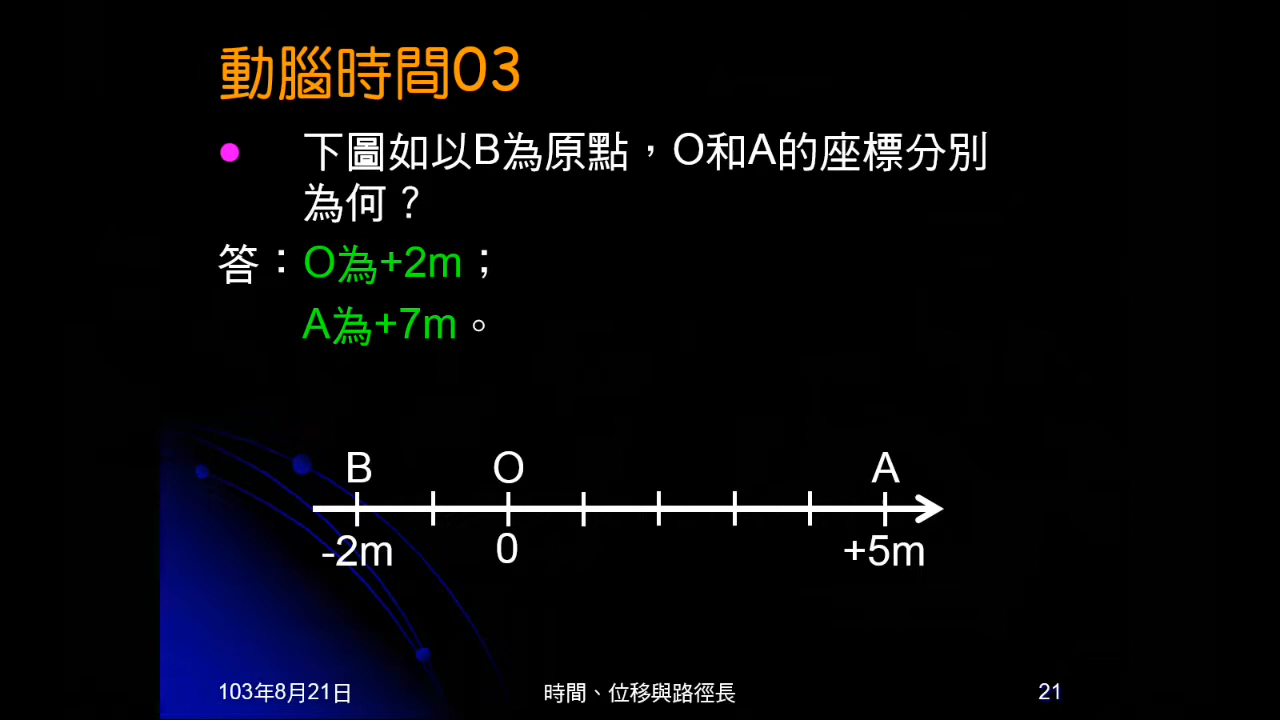 動腦時間03
● 下圖如以B為原點，O和A的座標分別
為何？
答：O為+2m；
A為+7m。
B O A
-2m 0 +5m
103年8月21日 時間、位移與路徑長 21